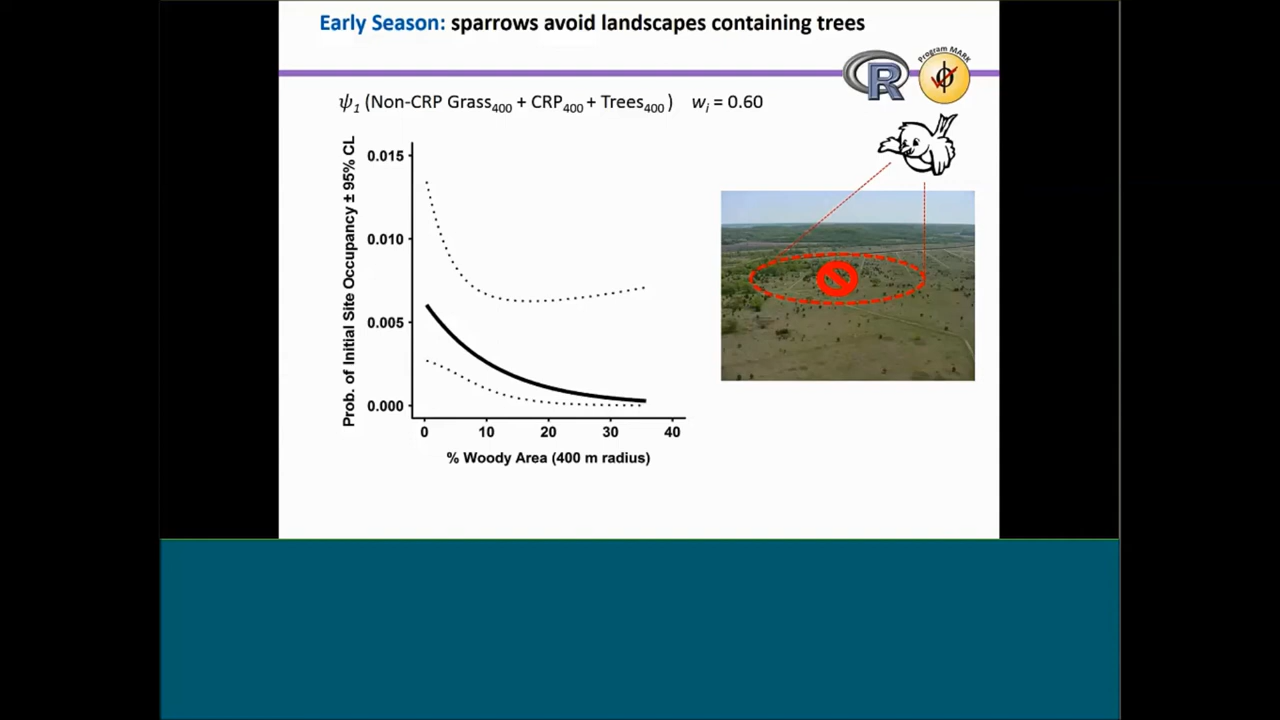 Early Season: sparrows avoid landscapes containing trees
Program MARK
R
ϕ
ψ1 (Non-CRP Grass400 + CRP400 + Trees400 ) wi = 0.60
Prob. of Initial Site Occupancy ± 95% CL
0.015
0.010
0.005
0.000
0
10
20
30
40
% Woody Area (400 m radius)